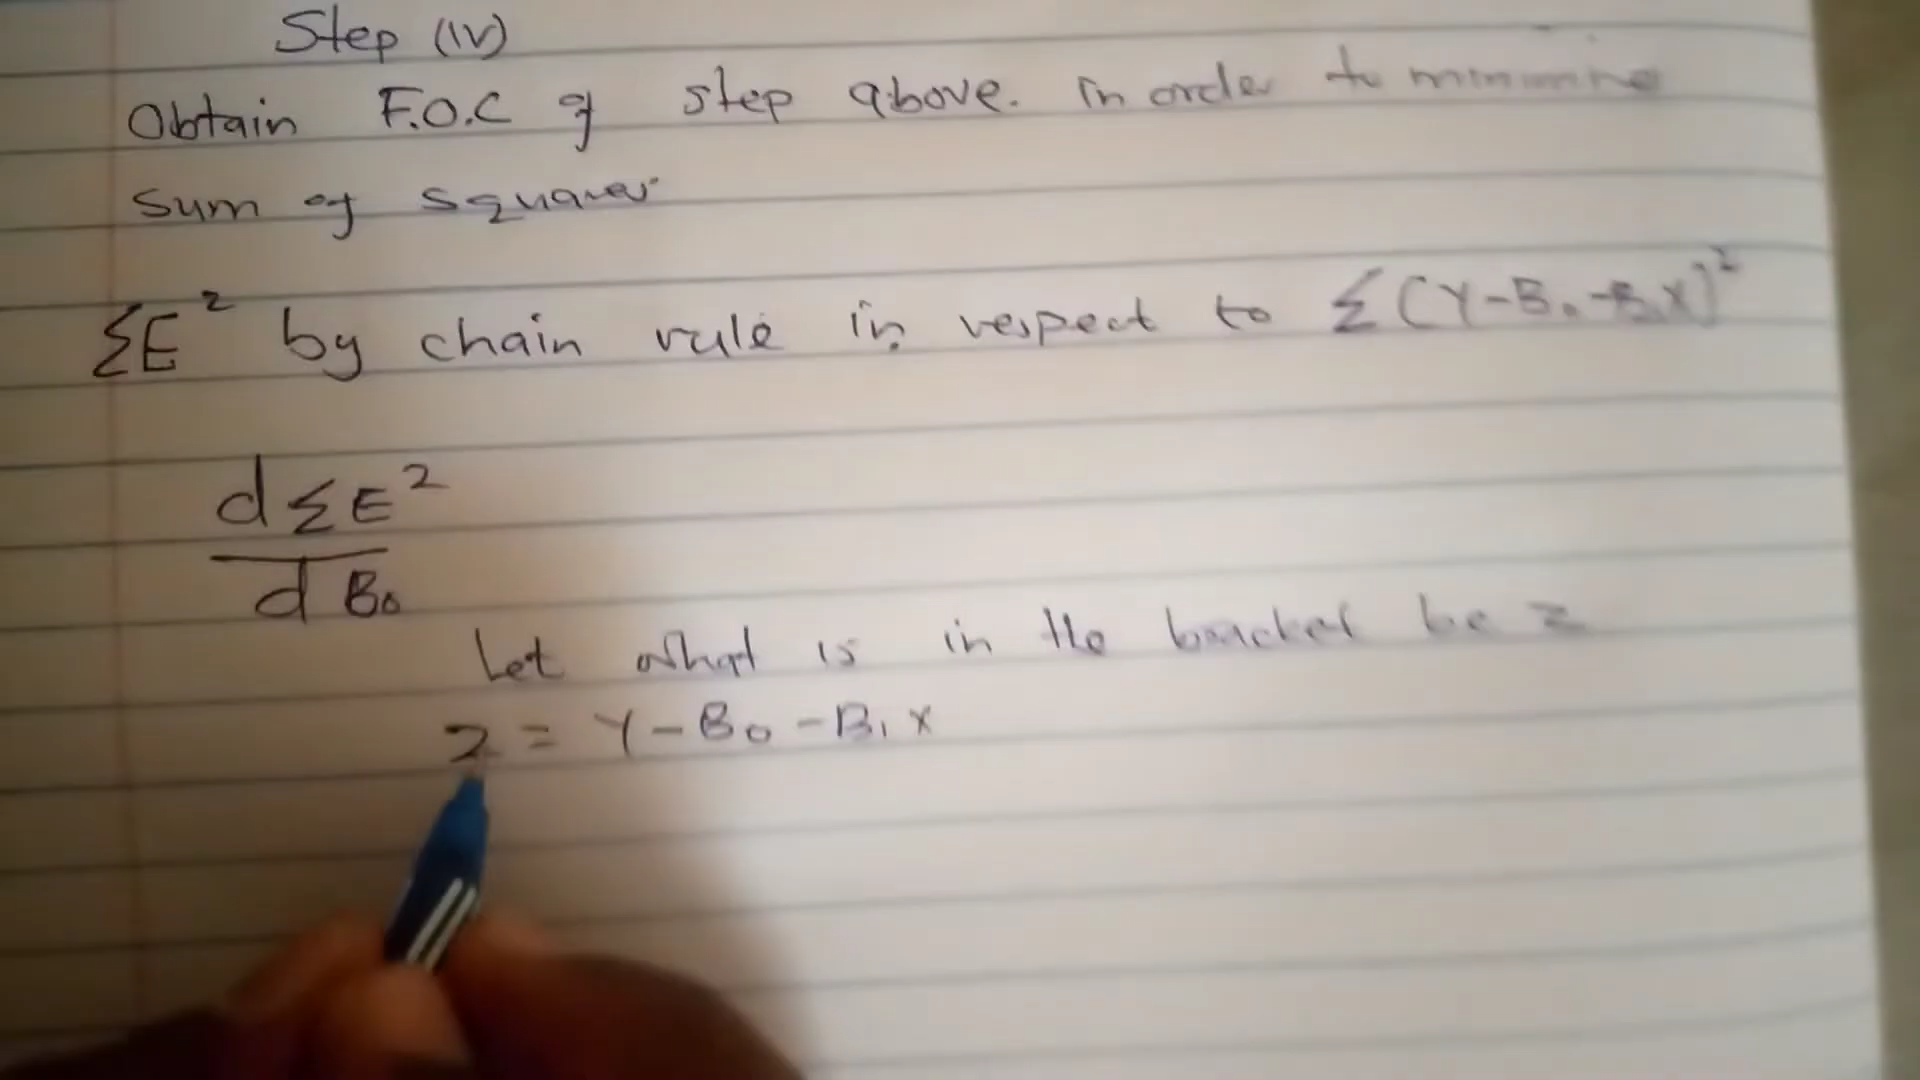 Step (IV)
Obtain F.O.C of step above. in order to minimise
sum of squares
ΣE² by chain rule in respect to Σ(Y-B₀-B₁X)²
dΣE²
dB₀
Let what is in the bracket be z
z = Y-B₀-B₁X